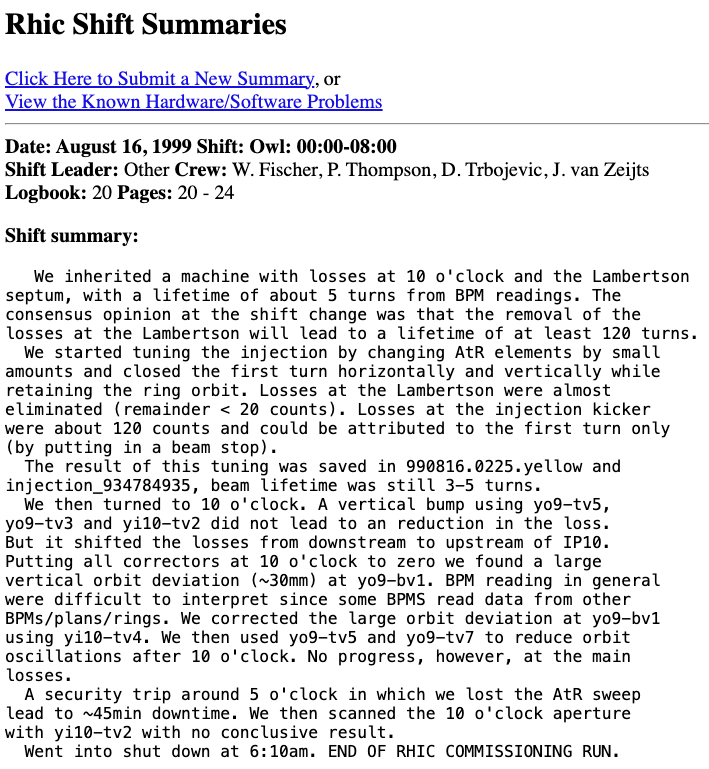 Rhic Shift Summaries
Click Here to Submit a New Summary, or
View the Known Hardware/Software Problems
Date: August 16, 1999 Shift: Owl: 00:00-08:00
Shift Leader: Other Crew: W. Fischer, P. Thompson, D. Trbojevic, J. van Zeijts
Logbook: 20 Pages: 20 - 24
Shift summary:
We inherited a machine with losses at 10 o'clock and the Lambertson
septum, with a lifetime of about 5 turns from BPM readings. The
consensus opinion at the shift change was that the removal of the
losses at the Lambertson will lead to a lifetime of at least 120 turns.
We started tuning the injection by changing AtR elements by small
amounts and closed the first turn horizontally and vertically while
retaining the ring orbit. Losses at the Lambertson were almost
eliminated (remainder < 20 counts). Losses at the injection kicker
were about 120 counts and could be attributed to the first turn only
(by putting in a beam stop).
The result of this tuning was saved in 990816.0225.yellow and
injection_934784935, beam lifetime was still 3-5 turns.
We then turned to 10 o'clock. A vertical bump using yo9-tv5,
yo9-tv3 and yi10-tv2 did not lead to an reduction in the loss.
But it shifted the losses from downstream to upstream of IP10.
Putting all correctors at 10 o'clock to zero we found a large
vertical orbit deviation (~30mm) at yo9-bv1. BPM reading in general
were difficult to interpret since some BPMS read data from other
BPMs/plans/rings. We corrected the large orbit deviation at yo9-bv1
using yi10-tv4. We then used yo9-tv5 and yo9-tv7 to reduce orbit
oscillations after 10 o'clock. No progress, however, at the main
losses.
A security trip around 5 o'clock in which we lost the AtR sweep
lead to ~45min downtime. We then scanned the 10 o'clock aperture
with yi10-tv2 with no conclusive result.
Went into shut down at 6:10am. END OF RHIC COMMISSIONING RUN.